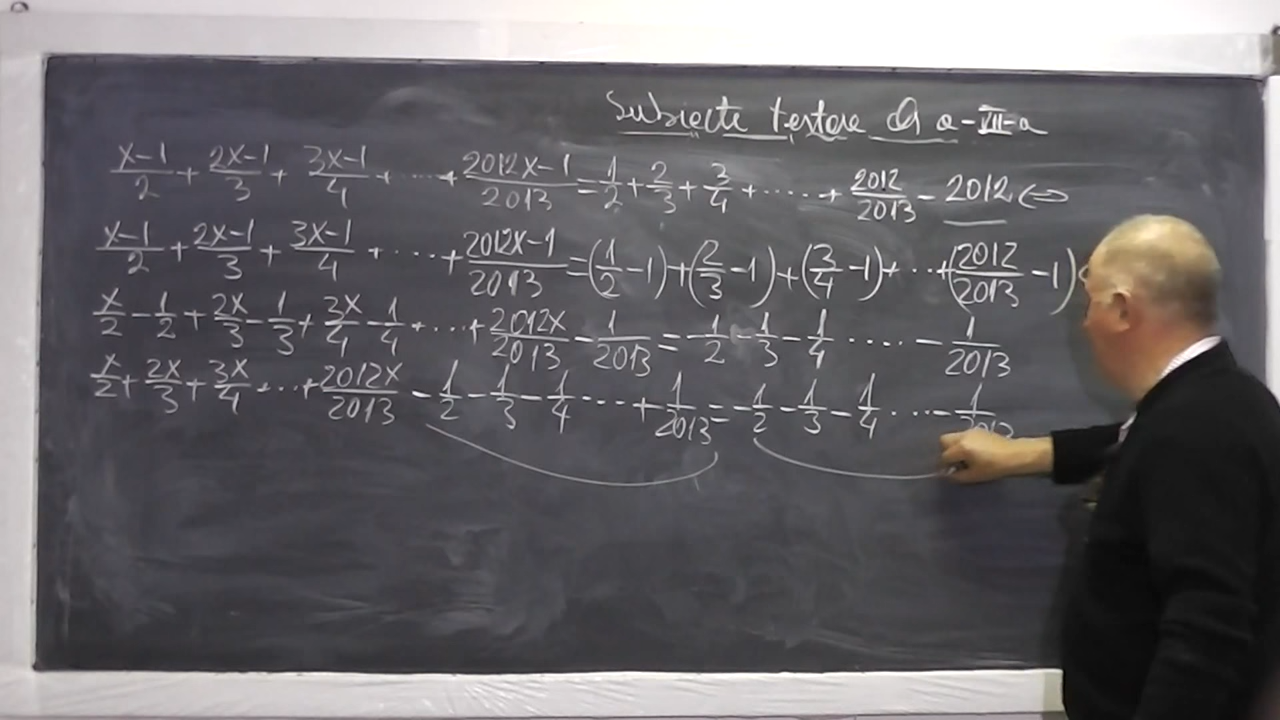 Subiecte testare a-VII-a
(x-1)/2 + (2x-1)/3 + (3x-1)/4 + ..... + (2012x-1)/2013 = 1/2 + 2/3 + 3/4 + ...... + 2012/2013 - 2012 ⇔
(x-1)/2 + (2x-1)/3 + (3x-1)/4 + ..... + (2012x-1)/2013 = (1/2 - 1) + (2/3 - 1) + (3/4 - 1) + ... + (2012/2013 - 1)
x/2 - 1/2 + 2x/3 - 1/3 + 3x/4 - 1/4 + ... + 2012x/2013 - 1/2013 = - 1/2 - 1/3 - 1/4 ..... - 1/2013
x/2 + 2x/3 + 3x/4 + ... + 2012x/2013 - 1/2 - 1/3 - 1/4 ... + 1/2013 = - 1/2 - 1/3 - 1/4 ... - 1/2013